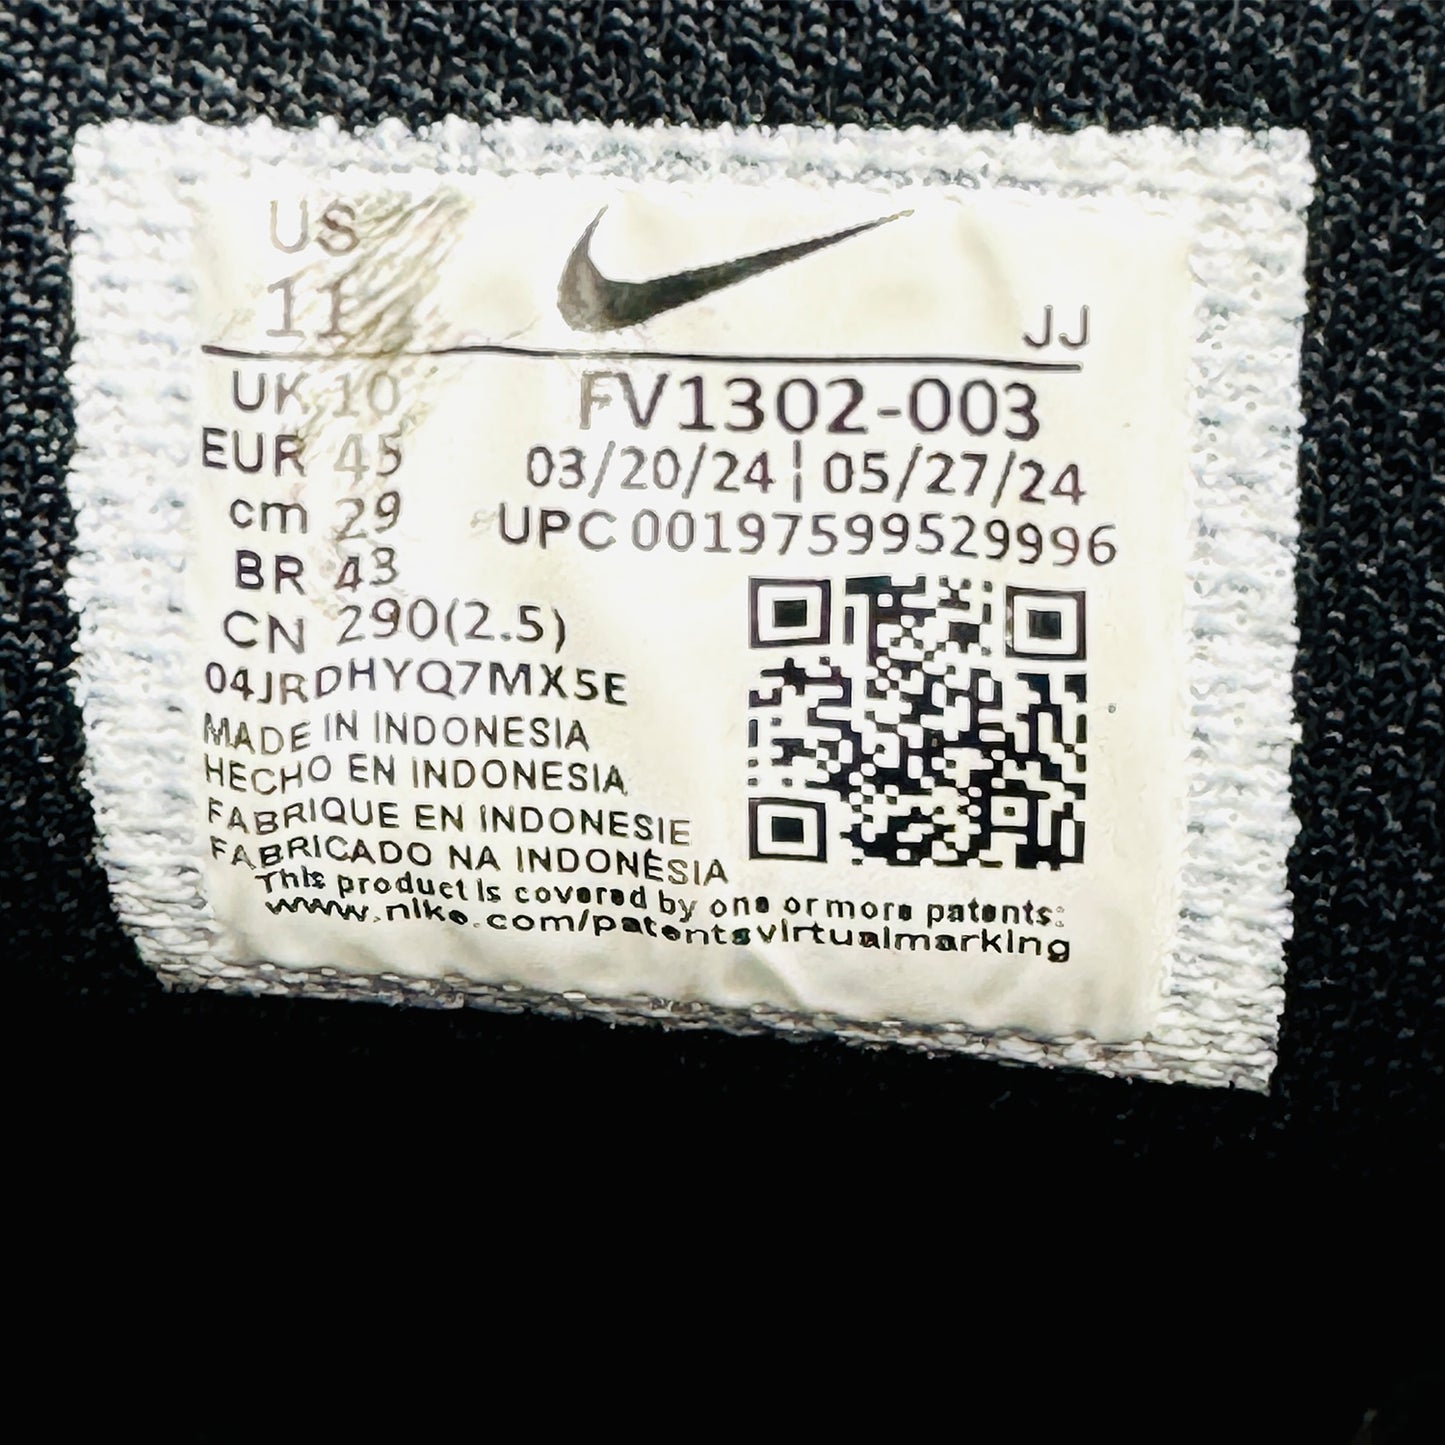 US
11
JJ
UK 10
FV1302-003
EUR 45
03/20/24 | 05/27/24
cm 29
UPC 00197599529996
BR 43
CN 290(2.5)
04JRDHYQ7MX5E
MADE IN INDONESIA
HECHO EN INDONESIA
FABRIQUE EN INDONESIE
FABRICADO NA INDONÉSIA
This product is covered by one or more patents:
www.nike.com/patentsvirtualmarking